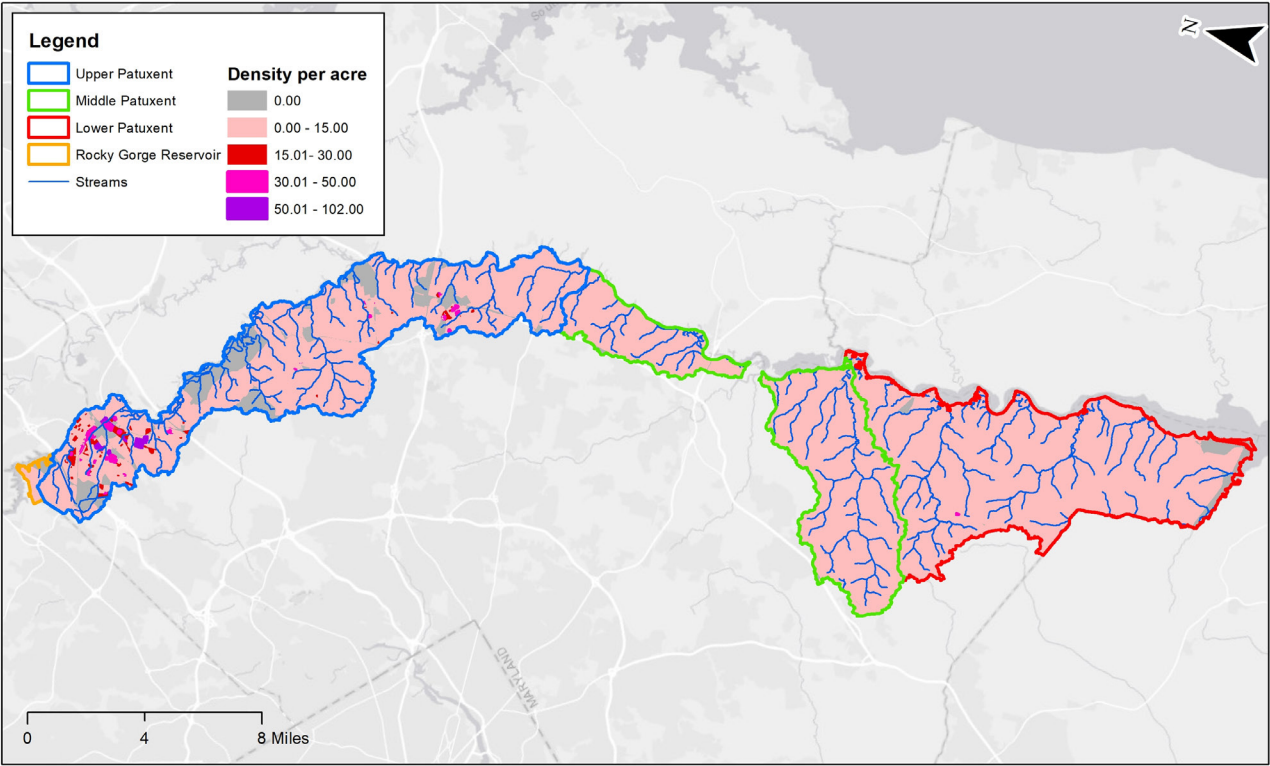 Legend
Upper Patuxent
Middle Patuxent
Lower Patuxent
Rocky Gorge Reservoir
Streams
Density per acre
0.00
0.00 - 15.00
15.01- 30.00
30.01 - 50.00
50.01 - 102.00
N
MARYLAND
0 4 8 Miles